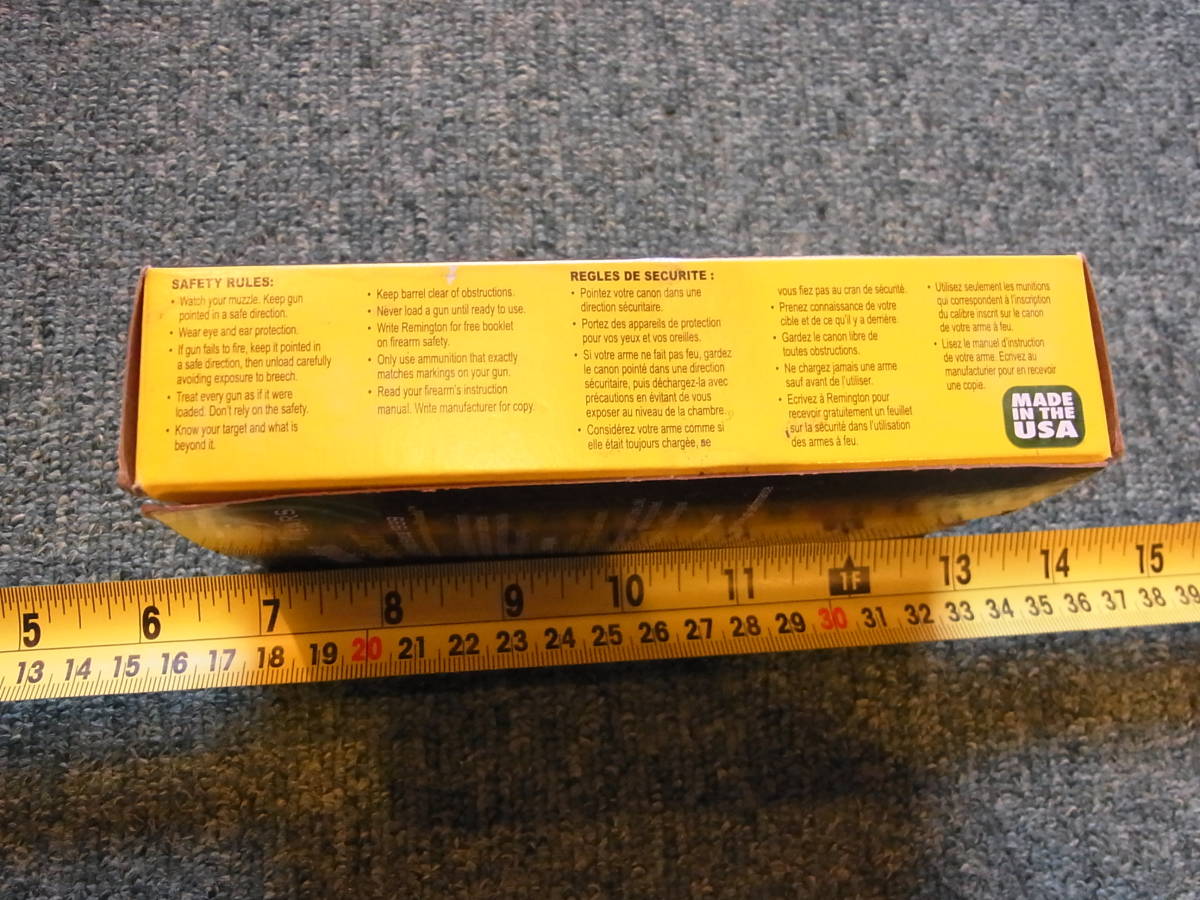 SAFETY RULES:
• Watch your muzzle. Keep gun
pointed in a safe direction.
• Wear eye and ear protection.
• If gun fails to fire, keep it pointed in
a safe direction, then unload carefully
avoiding exposure to breech.
• Treat every gun as if it were
loaded. Don't rely on the safety.
• Know your target and what is
beyond it.
• Keep barrel clear of obstructions.
• Never load a gun until ready to use.
• Write Remington for free booklet
on firearm safety.
• Only use ammunition that exactly
matches markings on your gun.
• Read your firearm's instruction
manual. Write manufacturer for copy.
REGLES DE SECURITE :
• Pointez votre canon dans une
direction sécuritaire.
• Portez des appareils de protection
pour vos yeux et vos oreilles.
• Si votre arme ne fait pas feu, gardez
le canon pointé dans une direction
sécuritaire, puis déchargez-la avec
précautions en évitant de vous
exposer au niveau de la chambre.
• Considérez votre arme comme si
elle était toujours chargée, ne
vous fiez pas au cran de sécurité.
• Prenez connaissance de votre
cible et de ce qu'il y a derrière.
• Gardez le canon libre de
toutes obstructions.
• Ne chargez jamais une arme
sauf avant de l'utiliser.
• Ecrivez à Remington pour
recevoir gratuitement un feuillet
sur la sécurité dans l'utilisation
des armes à feu.
• Utilisez seulement les munitions
qui correspondent à l'inscription
du calibre inscrit sur le canon
de votre arme à feu.
• Lisez le manuel d'instruction
de votre arme. Ecrivez au
manufacturier pour en recevoir
une copie.
MADE
IN THE
USA
5 6 7 8 9 10 11 1F 13 14 15
13 14 15 16 17 18 19 20 21 22 23 24 25 26 27 28 29 30 31 32 33 34 35 36 37 38 39